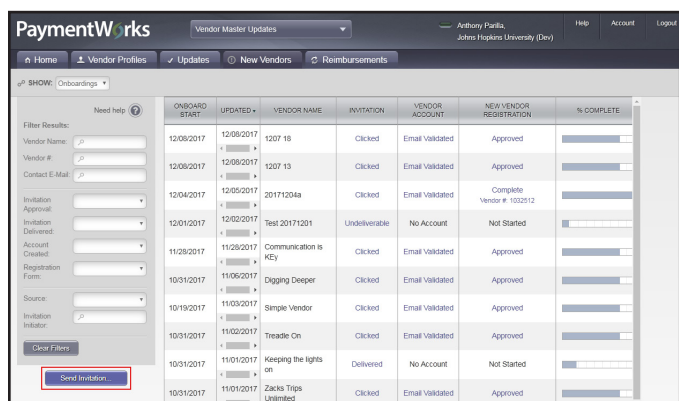 PaymentWorks
Vendor Master Updates
Anthony Parilla,
Johns Hopkins University (Dev)
Help Account Logout
Home Vendor Profiles Updates New Vendors Reimbursements
SHOW: Onboardings
Need help ?
Filter Results:
Vendor Name:
Vendor #:
Contact E-Mail:
Invitation
Approval:
Invitation
Delivered:
Account
Created:
Registration
Form:
Source:
Invitation
Initiator:
Clear Filters
Send Invitation...
ONBOARD
START UPDATED VENDOR NAME INVITATION VENDOR
ACCOUNT NEW VENDOR
REGISTRATION % COMPLETE
12/08/2017 12/08/2017 1207 18 Clicked Email Validated Approved
12/08/2017 12/08/2017 1207 13 Clicked Email Validated Approved
12/04/2017 12/05/2017 20171204a Clicked Email Validated Complete
Vendor #: 1032512
12/01/2017 12/02/2017 Test 20171201 Undeliverable No Account Not Started
11/28/2017 11/28/2017 Communication is
KEy Clicked Email Validated Approved
10/31/2017 11/06/2017 Digging Deeper Clicked Email Validated Approved
10/19/2017 11/03/2017 Simple Vendor Clicked Email Validated Approved
10/31/2017 11/02/2017 Treadle On Clicked Email Validated Approved
10/31/2017 11/01/2017 Keeping the lights
on Delivered No Account Not Started
10/31/2017 11/01/2017 Zacks Trips
Unlimited Clicked Email Validated Approved